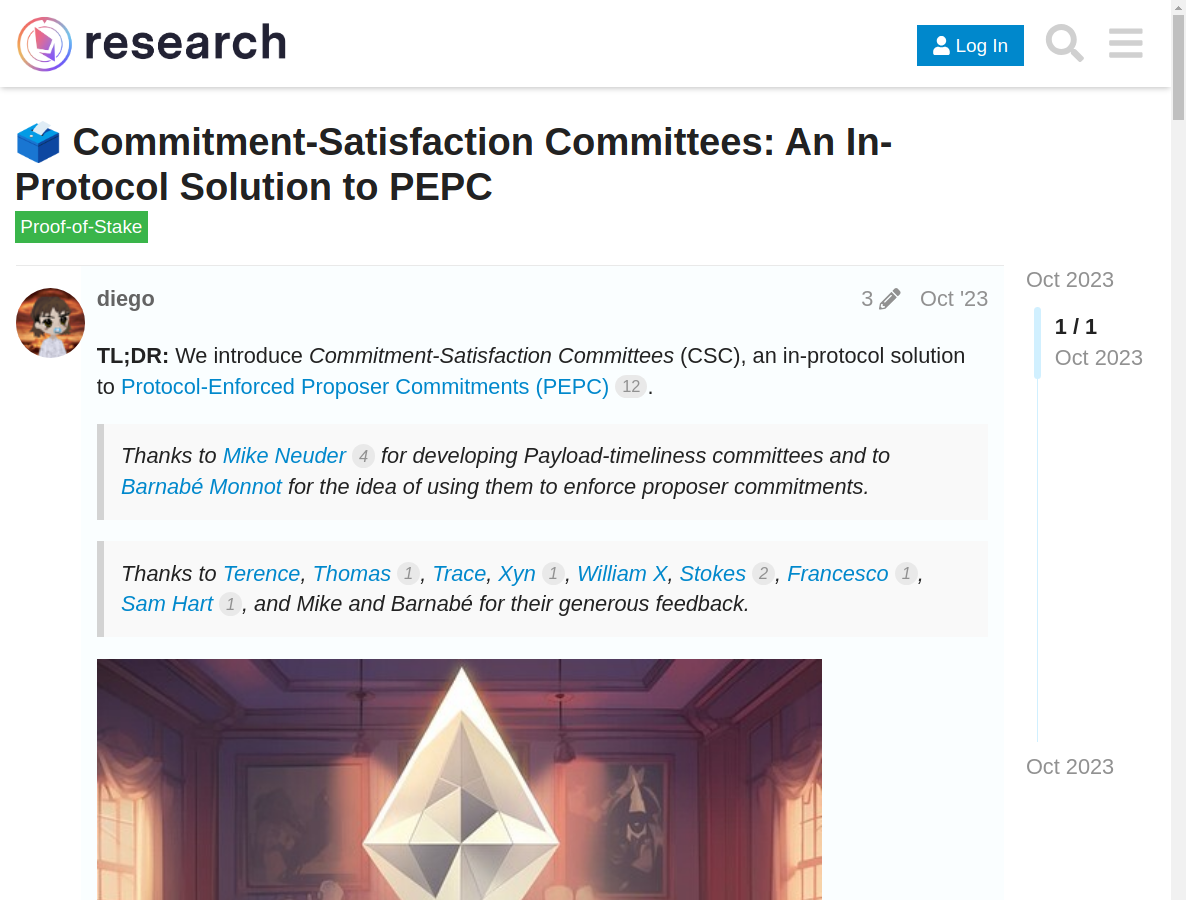 research
Log In
Commitment-Satisfaction Committees: An In-
Protocol Solution to PEPC
Proof-of-Stake
diego
3
Oct '23
TL;DR: We introduce Commitment-Satisfaction Committees (CSC), an in-protocol solution
to Protocol-Enforced Proposer Commitments (PEPC) 12.
Thanks to Mike Neuder 4 for developing Payload-timeliness committees and to
Barnabé Monnot for the idea of using them to enforce proposer commitments.
Thanks to Terence, Thomas 1, Trace, Xyn 1, William X, Stokes 2, Francesco 1,
Sam Hart 1, and Mike and Barnabé for their generous feedback.
Oct 2023
1 / 1
Oct 2023
Oct 2023